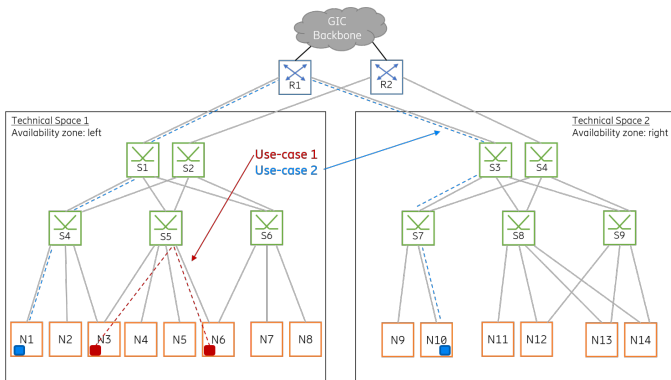 GIC
Backbone
R1
R2
Technical Space 1
Availability zone: left
Technical Space 2
Availability zone: right
S1
S2
Use-case 1
Use-case 2
S3
S4
S4
S5
S6
S7
S8
S9
N1
N2
N3
N4
N5
N6
N7
N8
N9
N10
N11
N12
N13
N14